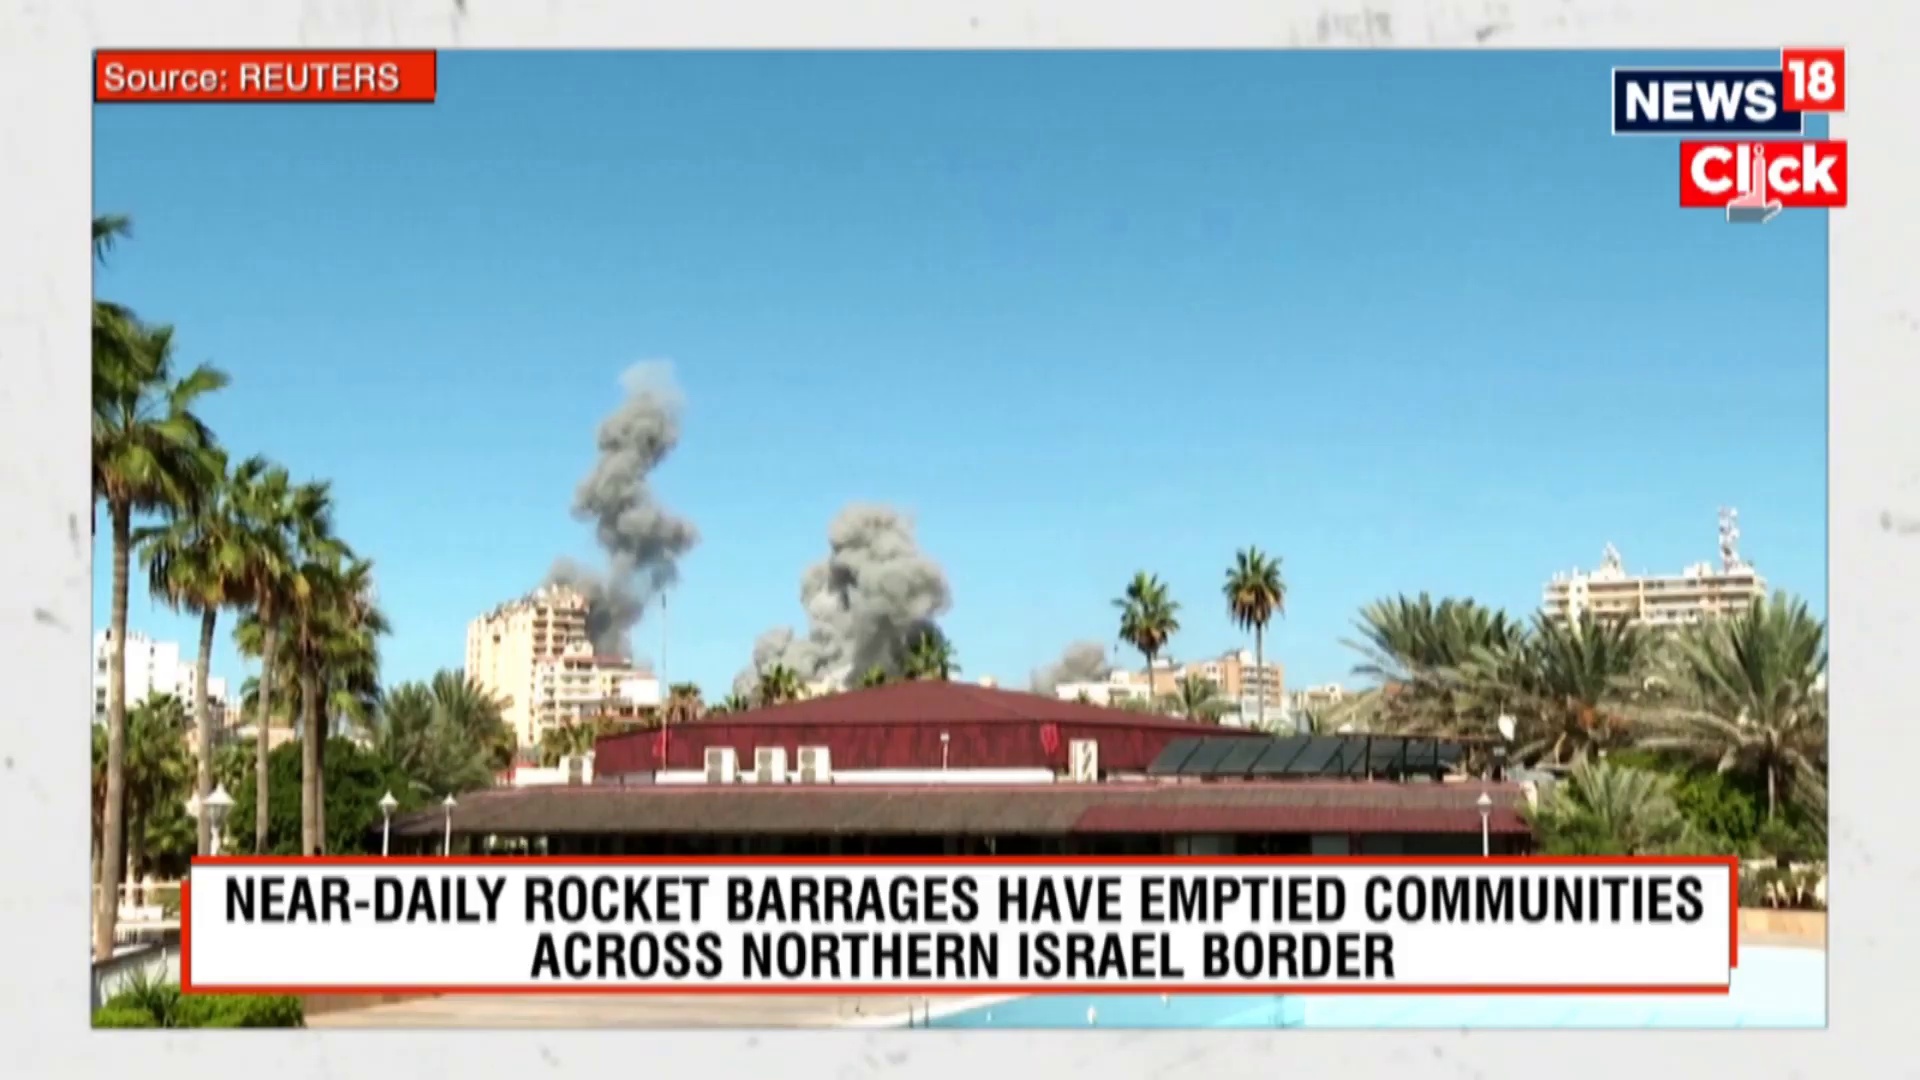 Source: REUTERS
NEWS 18
Click
NEAR-DAILY ROCKET BARRAGES HAVE EMPTIED COMMUNITIES
ACROSS NORTHERN ISRAEL BORDER